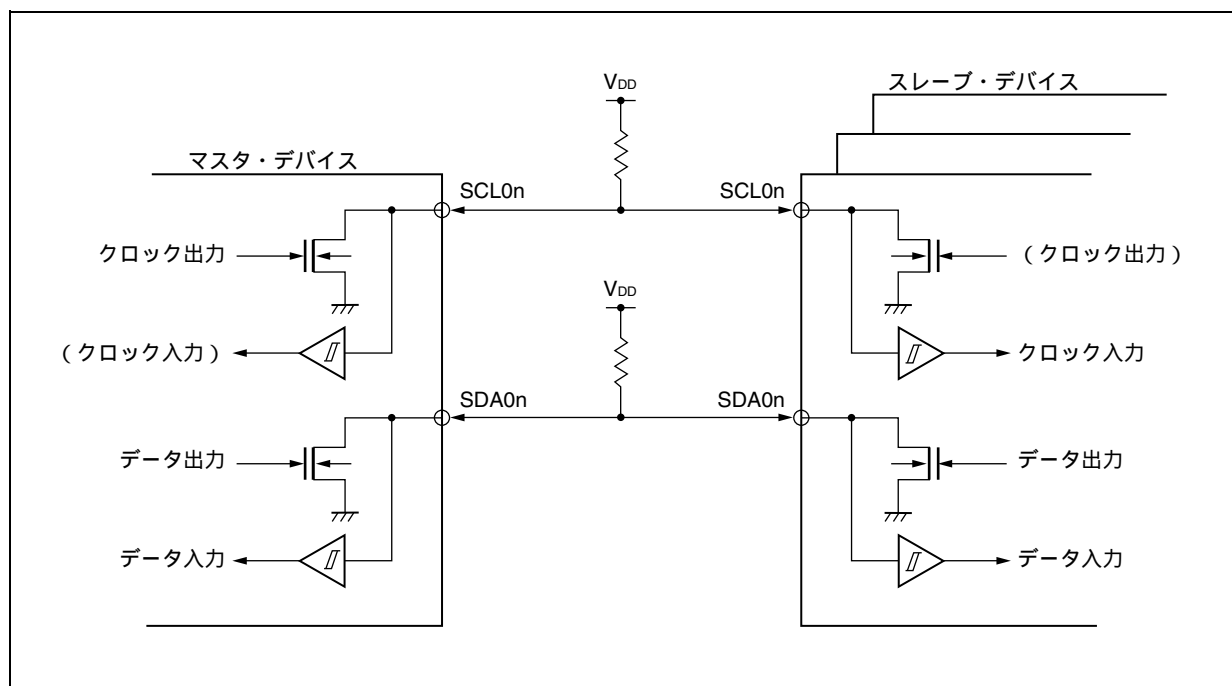 VDD
スレーブ・デバイス
マスタ・デバイス
SCL0n
SCL0n
クロック出力
(クロック出力)
VDD
(クロック入力)
クロック入力
SDA0n
SDA0n
データ出力
データ出力
データ入力
データ入力